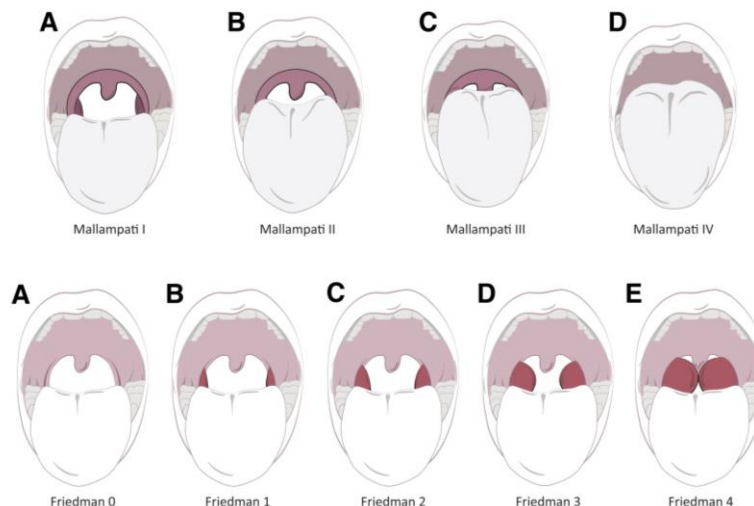 A B C D
Mallampati I Mallampati II Mallampati III Mallampati IV
A B C D E
Friedman 0 Friedman 1 Friedman 2 Friedman 3 Friedman 4